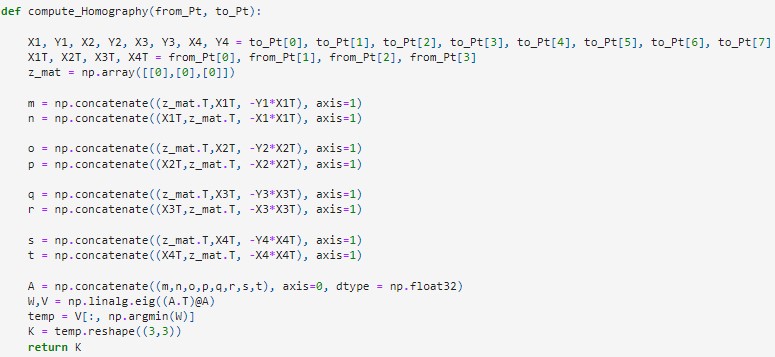 def compute_Homography(from_Pt, to_Pt):
X1, Y1, X2, Y2, X3, Y3, X4, Y4 = to_Pt[0], to_Pt[1], to_Pt[2], to_Pt[3], to_Pt[4], to_Pt[5], to_Pt[6], to_Pt[7]
X1T, X2T, X3T, X4T = from_Pt[0], from_Pt[1], from_Pt[2], from_Pt[3]
z_mat = np.array([[0],[0],[0]])
m = np.concatenate((z_mat.T,X1T, -Y1*X1T), axis=1)
n = np.concatenate((X1T,z_mat.T, -X1*X1T), axis=1)
o = np.concatenate((z_mat.T,X2T, -Y2*X2T), axis=1)
p = np.concatenate((X2T,z_mat.T, -X2*X2T), axis=1)
q = np.concatenate((z_mat.T,X3T, -Y3*X3T), axis=1)
r = np.concatenate((X3T,z_mat.T, -X3*X3T), axis=1)
s = np.concatenate((z_mat.T,X4T, -Y4*X4T), axis=1)
t = np.concatenate((X4T,z_mat.T, -X4*X4T), axis=1)
A = np.concatenate((m,n,o,p,q,r,s,t), axis=0, dtype = np.float32)
W,V = np.linalg.eig((A.T)@A)
temp = V[:, np.argmin(W)]
K = temp.reshape((3,3))
return K